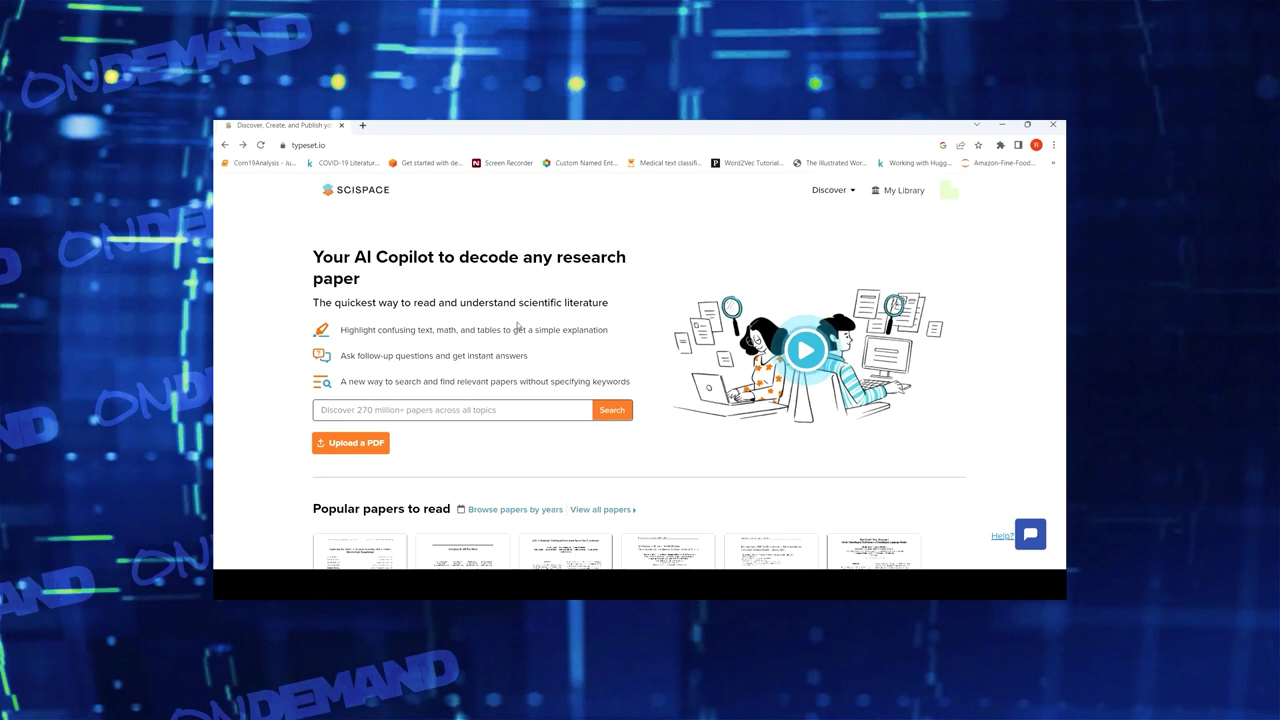 ONDEMAND
Discover, Create, and Publish yo
typeset.io
Corn19Analysis - Ju...
COVID-19 Literatur...
Get started with de...
Screen Recorder
Custom Named Ent...
Medical text classifi...
Word2Vec Tutorial...
The Illustrated Wor...
Working with Hugg...
Amazon-Fine-Food...
SCISPACE
Discover
My Library
Your AI Copilot to decode any research
paper
The quickest way to read and understand scientific literature
Highlight confusing text, math, and tables to get a simple explanation
Ask follow-up questions and get instant answers
A new way to search and find relevant papers without specifying keywords
Discover 270 million+ papers across all topics
Search
Upload a PDF
Popular papers to read
Browse papers by years
View all papers
Help?
ONDEMAND